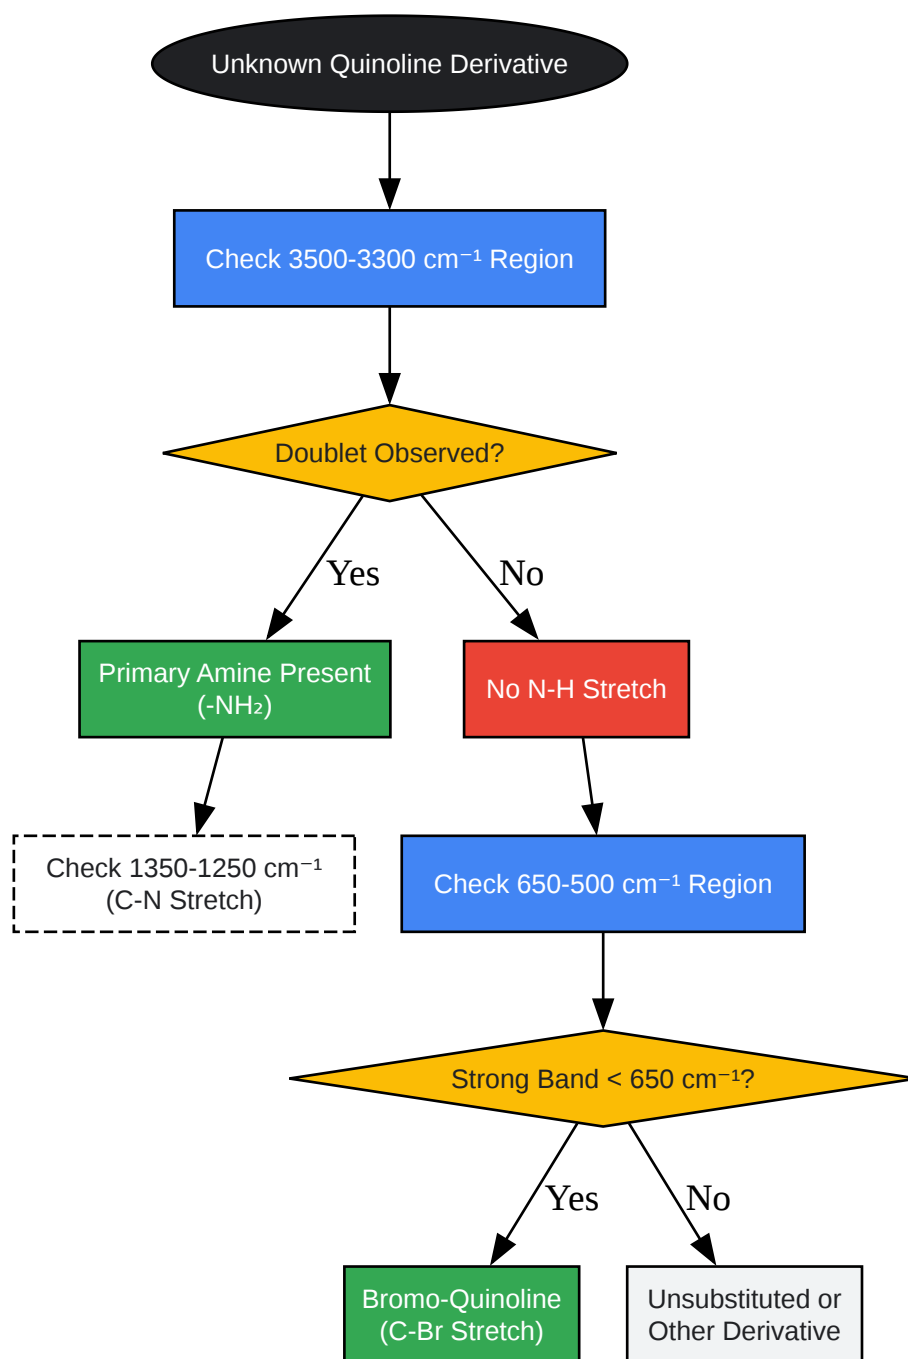 Unknown Quinoline Derivative
Check 3500-3300 cm⁻¹ Region
Doublet Observed?
Yes
No
Primary Amine Present
(-NH₂)
No N-H Stretch
Check 1350-1250 cm⁻¹
(C-N Stretch)
Check 650-500 cm⁻¹ Region
Strong Band < 650 cm⁻¹?
Yes
No
Bromo-Quinoline
(C-Br Stretch)
Unsubstituted or
Other Derivative